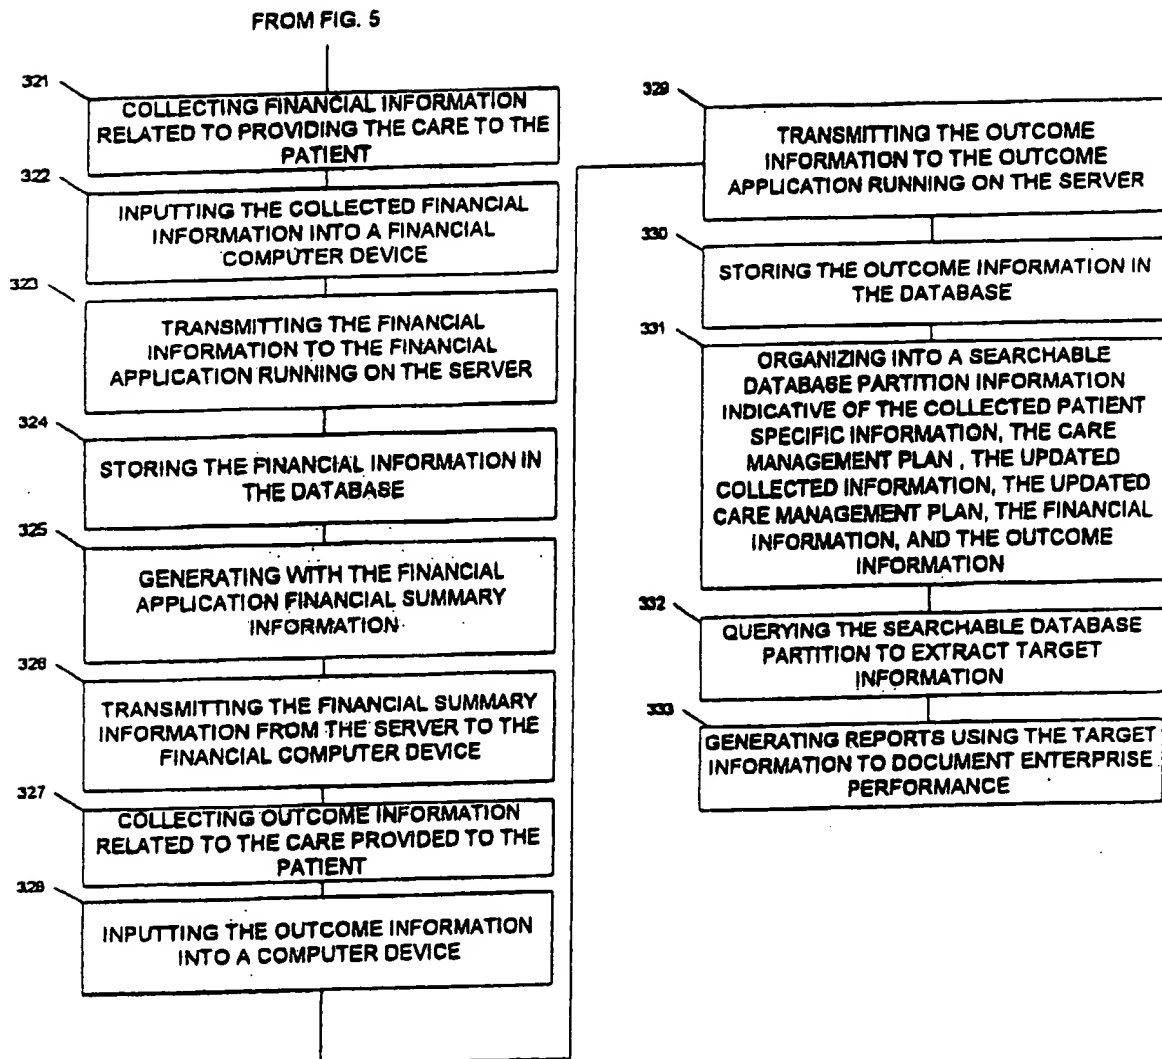 FROM FIG. 5
321
COLLECTING FINANCIAL INFORMATION
RELATED TO PROVIDING THE CARE TO THE
PATIENT
322
INPUTTING THE COLLECTED FINANCIAL
INFORMATION INTO A FINANCIAL
COMPUTER DEVICE
323
TRANSMITTING THE FINANCIAL
INFORMATION TO THE FINANCIAL
APPLICATION RUNNING ON THE SERVER
324
STORING THE FINANCIAL INFORMATION IN
THE DATABASE
325
GENERATING WITH THE FINANCIAL
APPLICATION FINANCIAL SUMMARY
INFORMATION
326
TRANSMITTING THE FINANCIAL SUMMARY
INFORMATION FROM THE SERVER TO THE
FINANCIAL COMPUTER DEVICE
327
COLLECTING OUTCOME INFORMATION
RELATED TO THE CARE PROVIDED TO THE
PATIENT
328
INPUTTING THE OUTCOME INFORMATION
INTO A COMPUTER DEVICE
329
TRANSMITTING THE OUTCOME
INFORMATION TO THE OUTCOME
APPLICATION RUNNING ON THE SERVER
330
STORING THE OUTCOME INFORMATION IN
THE DATABASE
331
ORGANIZING INTO A SEARCHABLE
DATABASE PARTITION INFORMATION
INDICATIVE OF THE COLLECTED PATIENT
SPECIFIC INFORMATION, THE CARE
MANAGEMENT PLAN , THE UPDATED
COLLECTED INFORMATION, THE UPDATED
CARE MANAGEMENT PLAN, THE FINANCIAL
INFORMATION, AND THE OUTCOME
INFORMATION
332
QUERYING THE SEARCHABLE DATABASE
PARTITION TO EXTRACT TARGET
INFORMATION
333
GENERATING REPORTS USING THE TARGET
INFORMATION TO DOCUMENT ENTERPRISE
PERFORMANCE